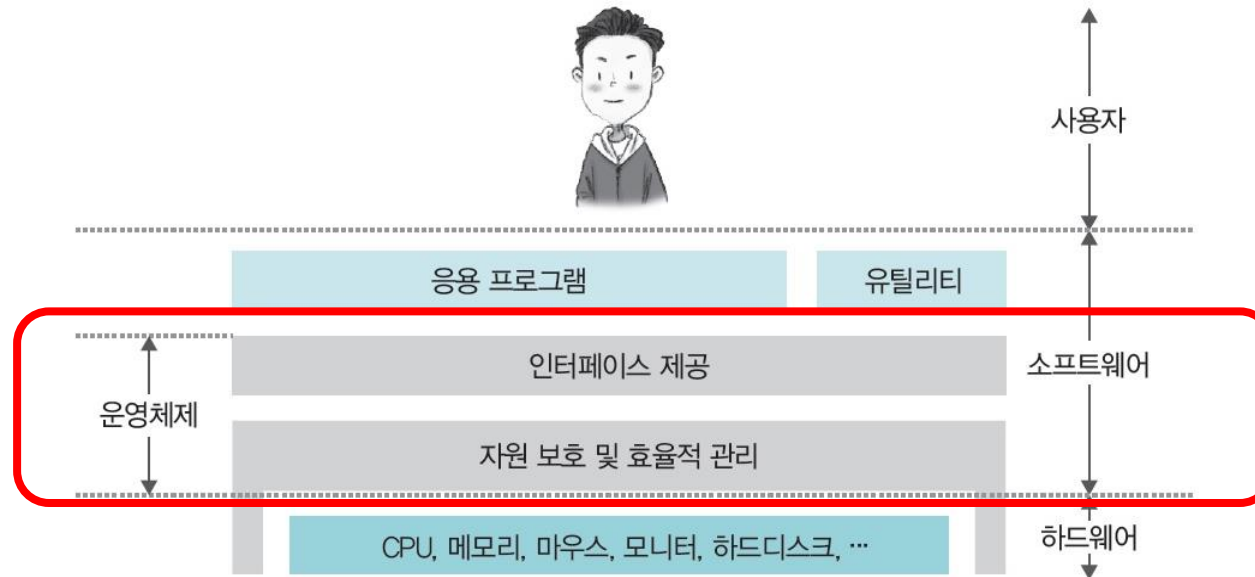 사용자
응용 프로그램
유틸리티
인터페이스 제공
소프트웨어
운영체제
자원 보호 및 효율적 관리
하드웨어
CPU, 메모리, 마우스, 모니터, 하드디스크, …